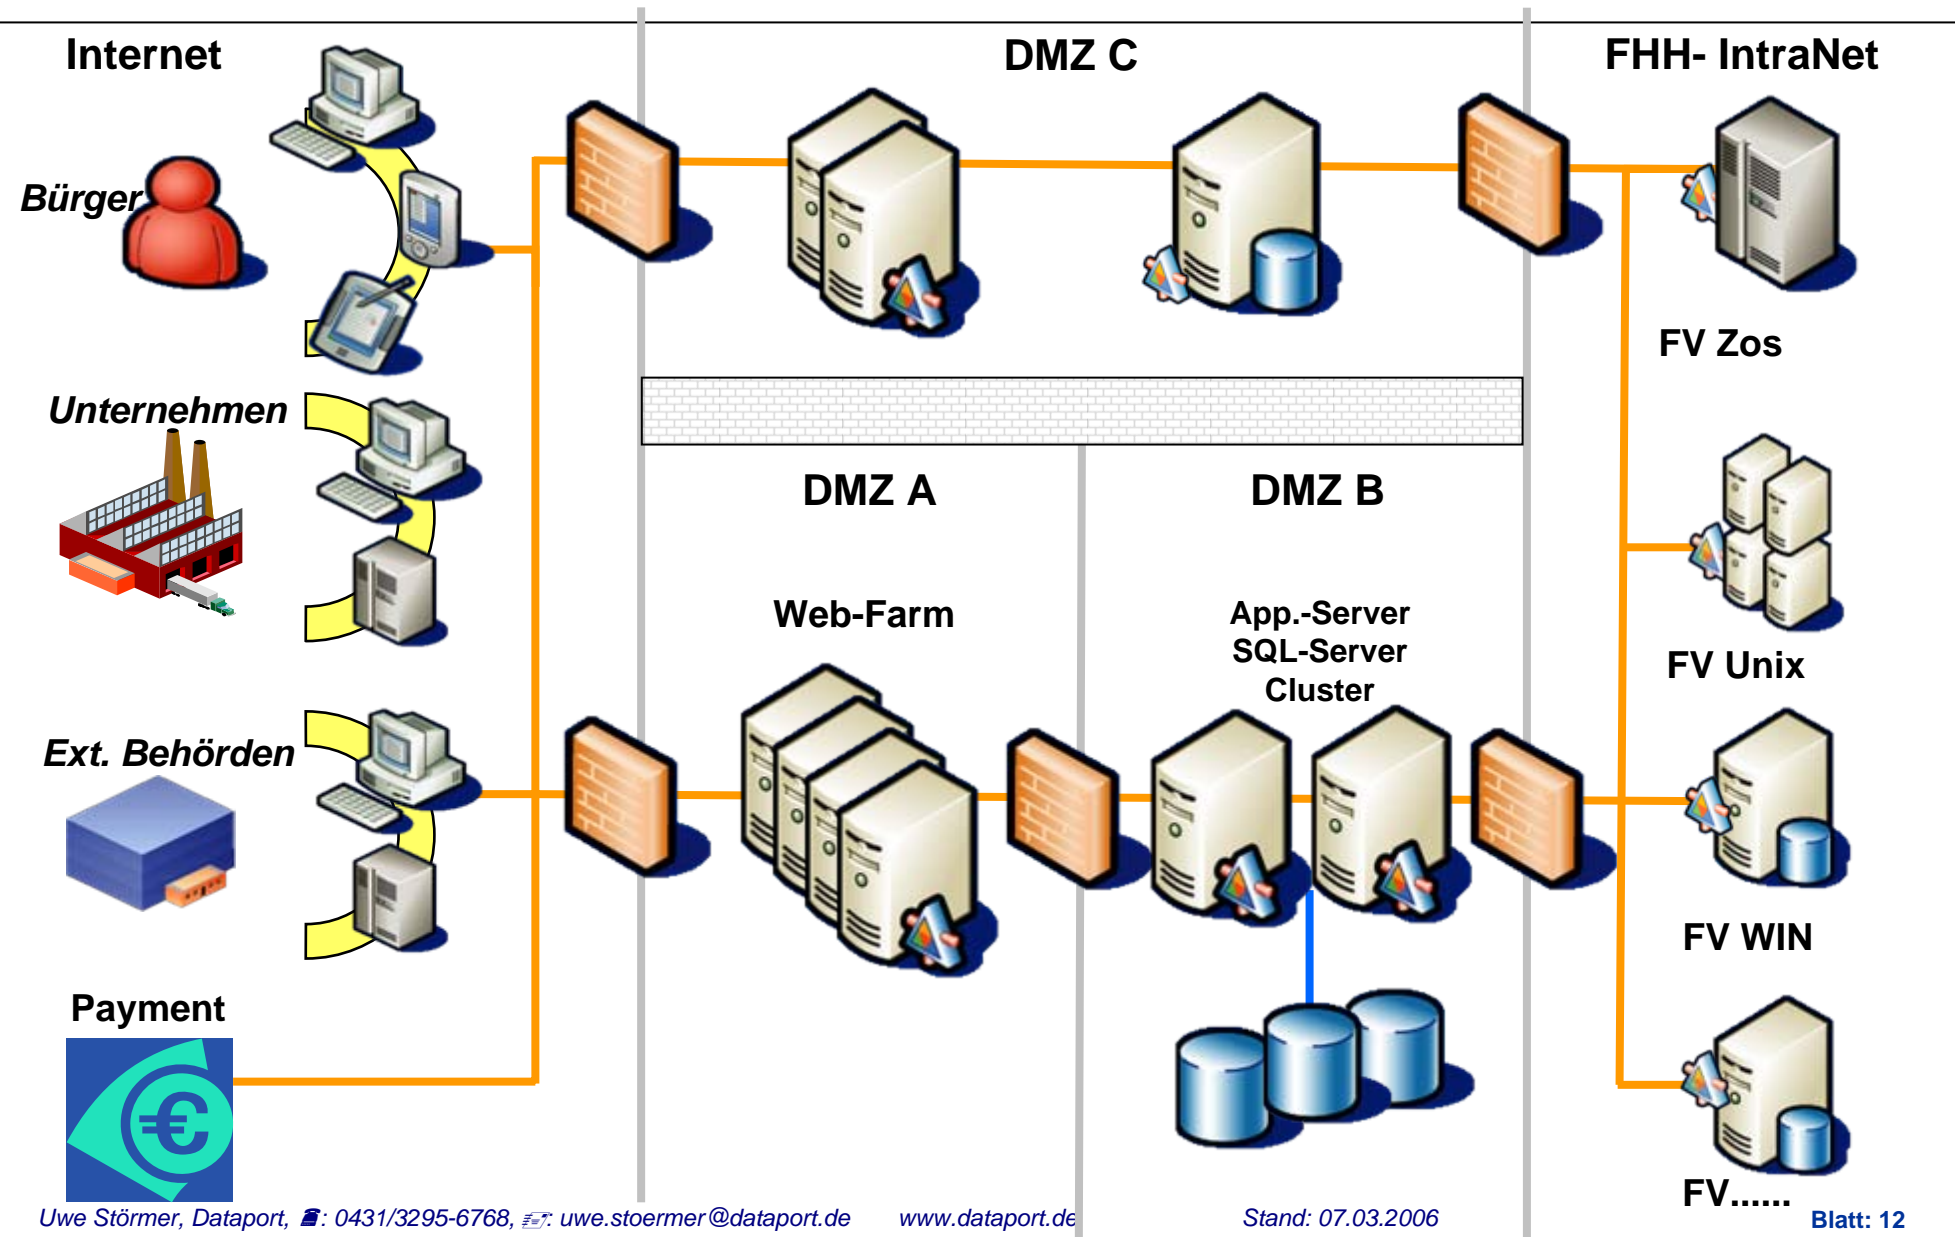 Internet
DMZ C
FHH- IntraNet
Bürger
FV Zos
Unternehmen
DMZ A
DMZ B
Web-Farm
App.-Server
SQL-Server
Cluster
FV Unix
Ext. Behörden
FV WIN
Payment
€
FV......
Uwe Störmer, Dataport, ☎: 0431/3295-6768, 🖅: uwe.stoermer@dataport.de www.dataport.de Stand: 07.03.2006
Blatt: 12